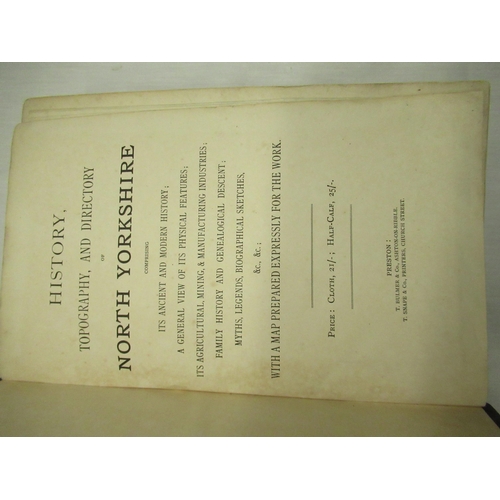 HISTORY,
TOPOGRAPHY, AND DIRECTORY
OF
NORTH YORKSHIRE
COMPRISING
ITS ANCIENT AND MODERN HISTORY;
A GENERAL VIEW OF ITS PHYSICAL FEATURES;
ITS AGRICULTURAL, MINING, & MANUFACTURING INDUSTRIES;
FAMILY HISTORY AND GENEALOGICAL DESCENT;
MYTHS, LEGENDS, BIOGRAPHICAL SKETCHES,
&c., &c.;
WITH A MAP PREPARED EXPRESSLY FOR THE WORK.
PRICE: CLOTH, 21/-; HALF-CALF, 25/-.
PRESTON:
T. BULMER & Co., ASHTON-ON-RIBBLE.
T. SNAPE & Co., PRINTERS, CHURCH STREET.